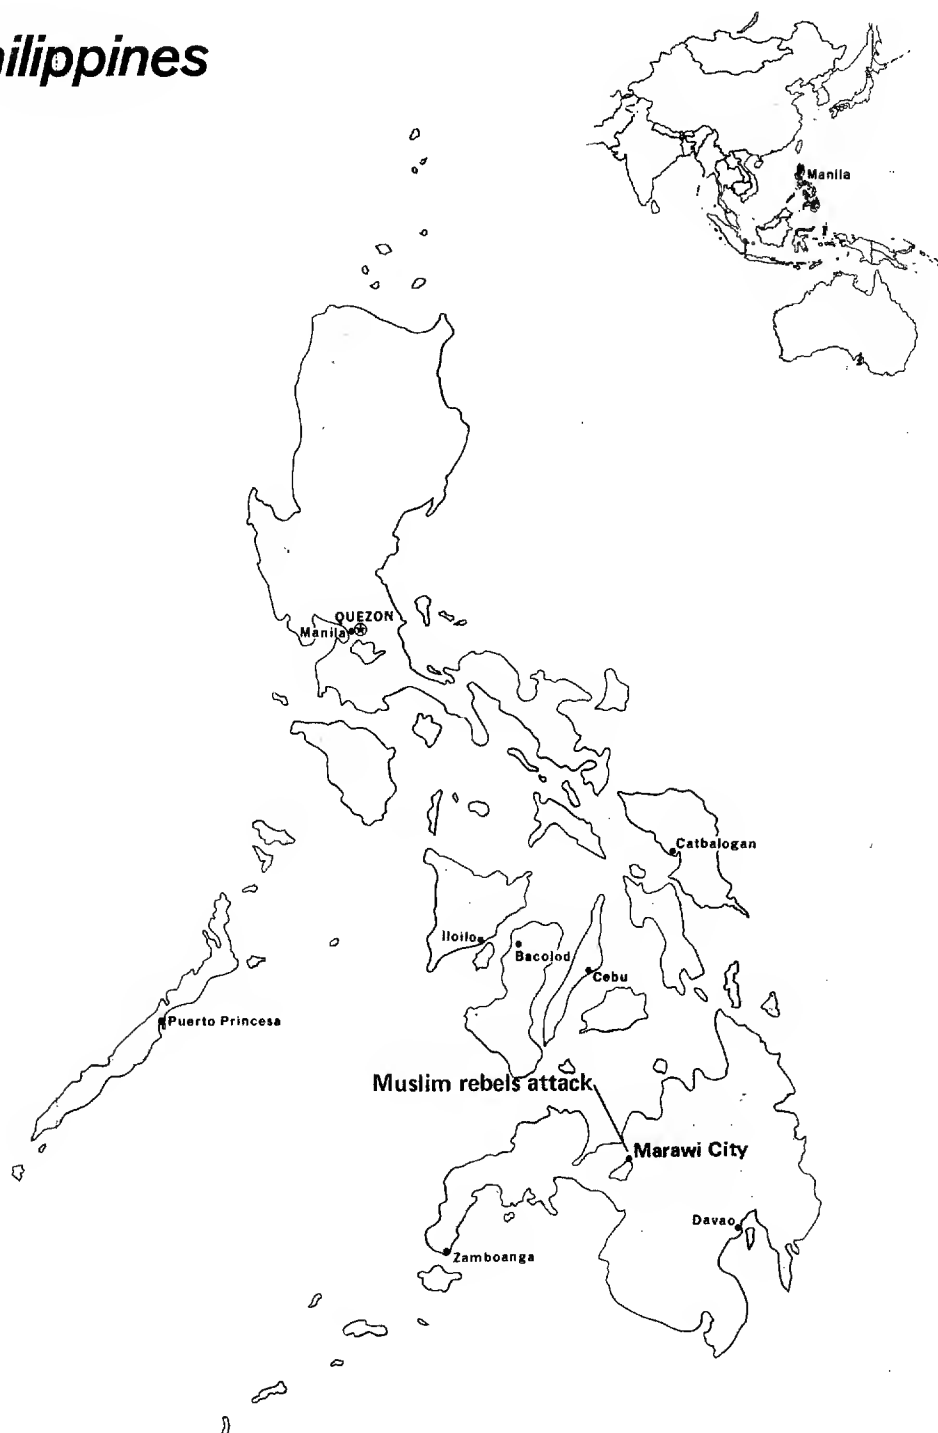 ilippines
Manila
QUEZON
Manila
Catbalogan
Iloilo
Bacolod
Cebu
Puerto Princesa
Muslim rebels attack
Marawi City
Davao
Zamboanga